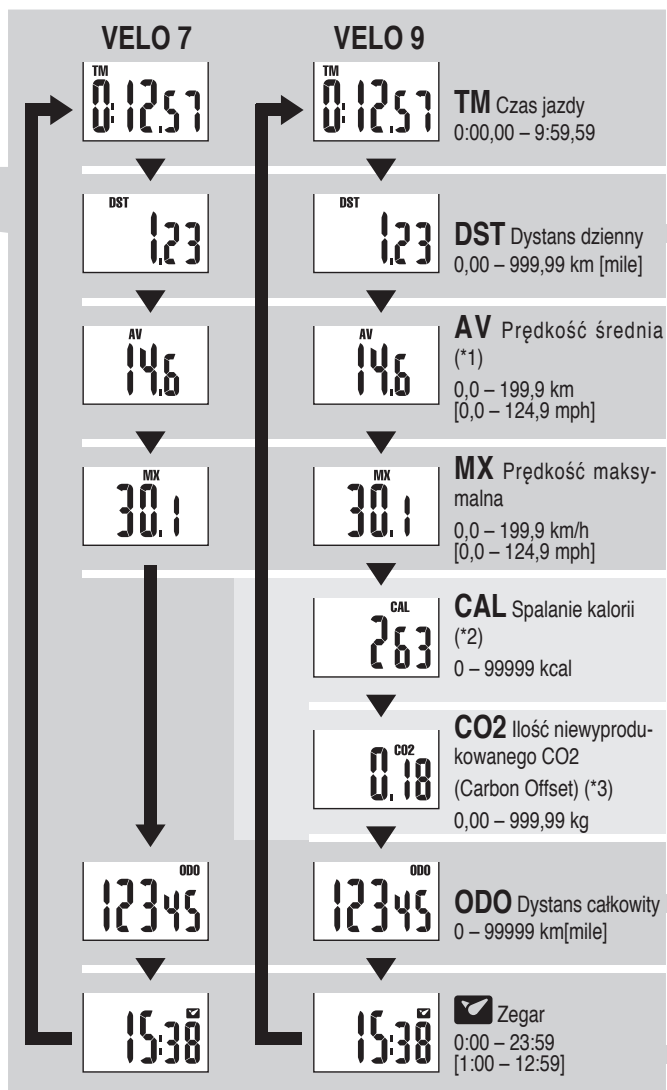 VELO 7 VELO 9
TM TM
0:12.57 0:12.57 TM Czas jazdy
0:00,00 – 9:59,59
DST DST
1.23 1.23 DST Dystans dzienny
0,00 – 999,99 km [mile]
AV AV
14.6 14.6 AV Prędkość średnia
(*1)
0,0 – 199,9 km
[0,0 – 124,9 mph]
MX MX
30.1 30.1 MX Prędkość maksy-
malna
0,0 – 199,9 km/h
[0,0 – 124,9 mph]
CAL
263 CAL Spalanie kalorii
(*2)
0 – 99999 kcal
CO2
0.18 CO2 Ilość niewyprodu-
kowanego CO2
(Carbon Offset) (*3)
0,00 – 999,99 kg
ODO ODO
12345 12345 ODO Dystans całkowity
0 – 99999 km[mile]
15:38 15:38 Zegar
0:00 – 23:59
[1:00 – 12:59]